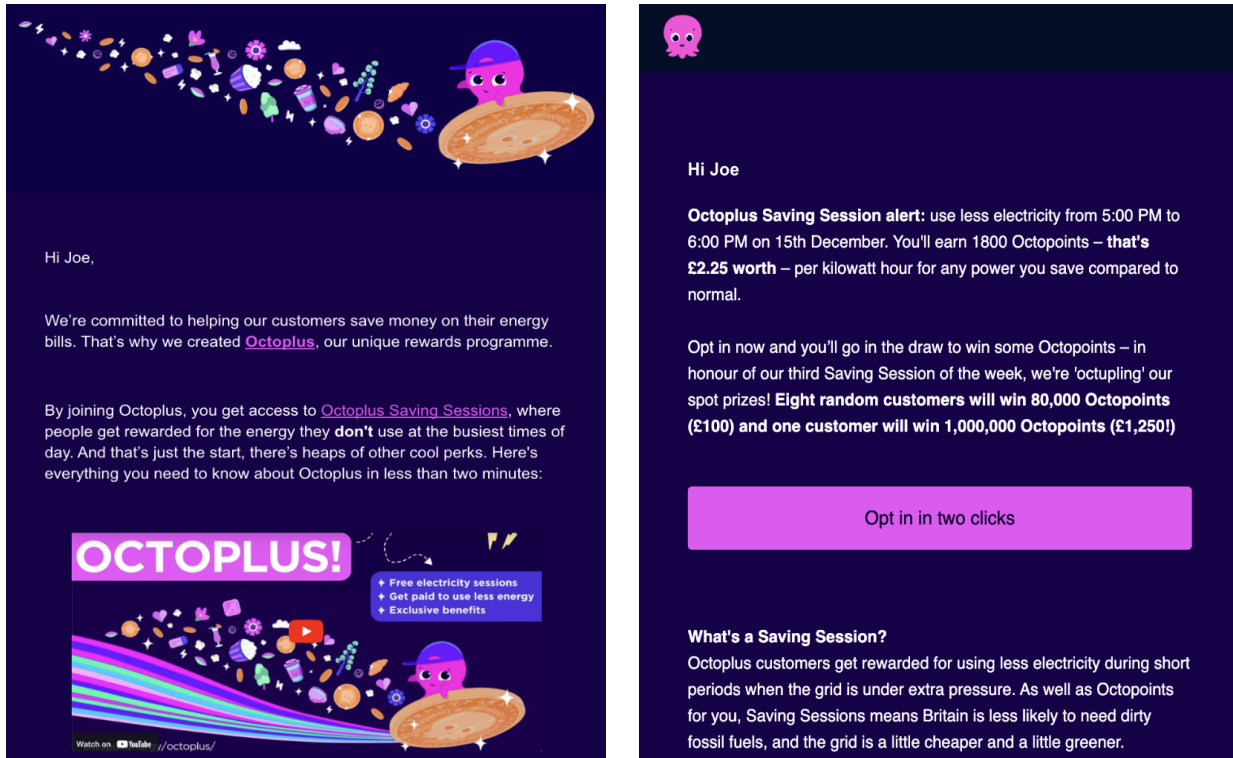 Hi Joe,
We're committed to helping our customers save money on their energy
bills. That's why we created Octoplus, our unique rewards programme.
By joining Octoplus, you get access to Octoplus Saving Sessions, where
people get rewarded for the energy they don't use at the busiest times of
day. And that's just the start, there's heaps of other cool perks. Here's
everything you need to know about Octoplus in less than two minutes:
OCTOPLUS!
+ Free electricity sessions
+ Get paid to use less energy
+ Exclusive benefits
Watch on YouTube
/octoplus/
Hi Joe
Octoplus Saving Session alert: use less electricity from 5:00 PM to
6:00 PM on 15th December. You'll earn 1800 Octopoints – that's
£2.25 worth – per kilowatt hour for any power you save compared to
normal.
Opt in now and you'll go in the draw to win some Octopoints – in
honour of our third Saving Session of the week, we're 'octupling' our
spot prizes! Eight random customers will win 80,000 Octopoints
(£100) and one customer will win 1,000,000 Octopoints (£1,250!)
Opt in in two clicks
What's a Saving Session?
Octoplus customers get rewarded for using less electricity during short
periods when the grid is under extra pressure. As well as Octopoints
for you, Saving Sessions means Britain is less likely to need dirty
fossil fuels, and the grid is a little cheaper and a little greener.